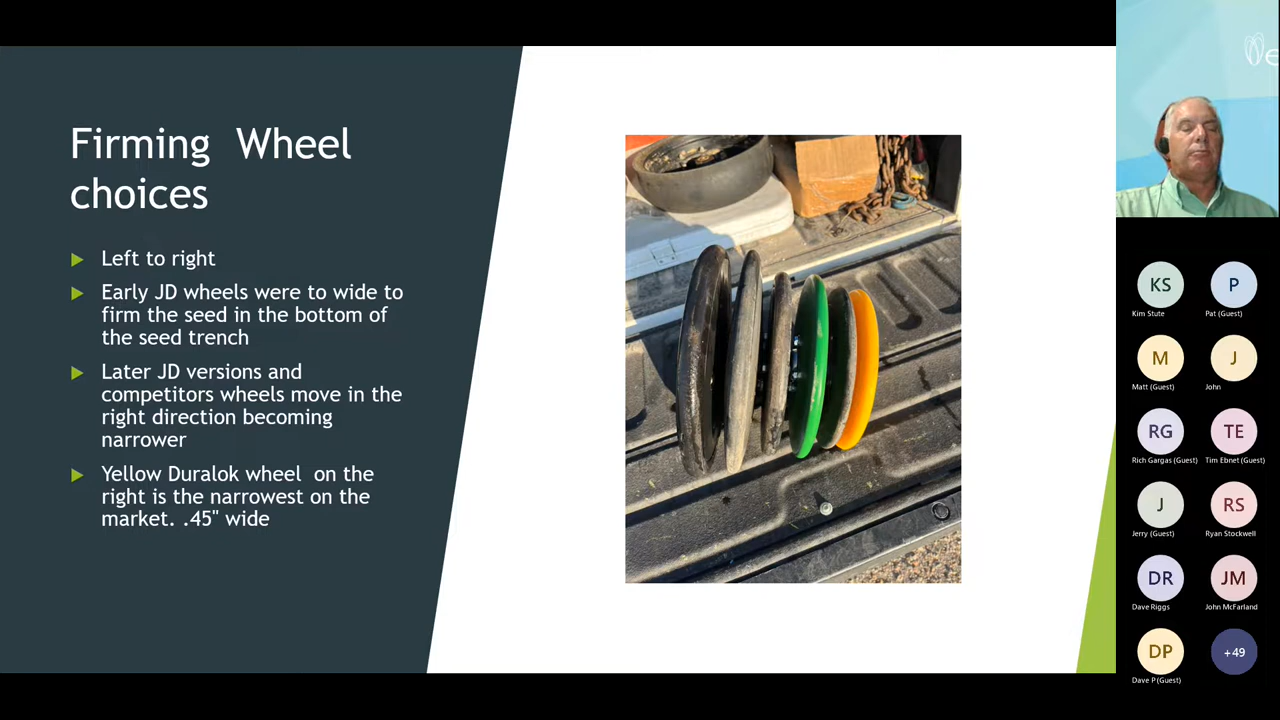 Firming Wheel
choices
Left to right
Early JD wheels were to wide to
firm the seed in the bottom of
the seed trench
Later JD versions and
competitors wheels move in the
right direction becoming
narrower
Yellow Duralok wheel on the
right is the narrowest on the
market. .45" wide
e
KS
P
Kim Stute
Pat (Guest)
M
J
Matt (Guest)
John
RG
TE
Rich Gargas (Guest)
Tim Ebnet (Guest)
J
RS
Jerry (Guest)
Ryan Stockwell
DR
JM
Dave Riggs
John McFarland
DP
+49
Dave P (Guest)